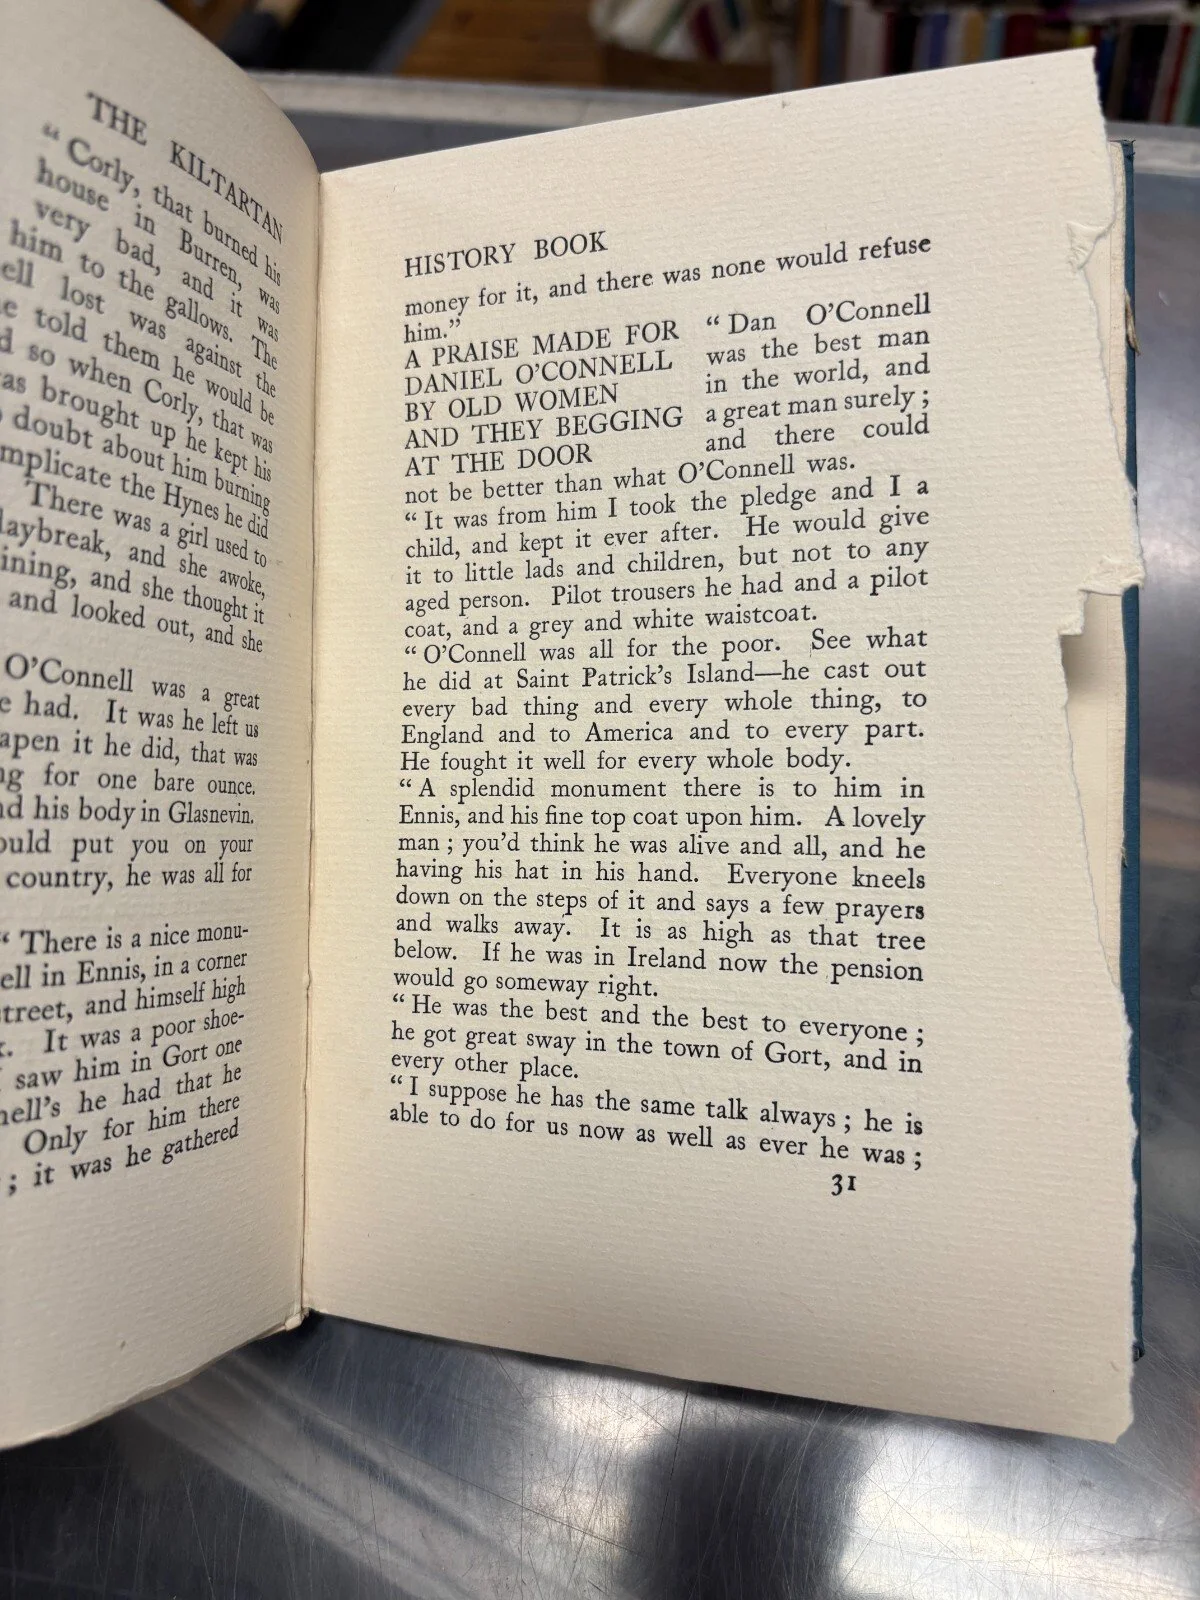 THE KILTARTAN
“ Corly, that burned his
house in Burren, was
very bad, and it was
him to the gallows. The
ell lost was against the
told them he would be
so when Corly, that was
as brought up he kept his
doubt about him burning
mplicate the Hynes he did
There was a girl used to
laybreak, and she awoke,
ining, and she thought it
and looked out, and she
O’Connell was a great
e had. It was he left us
apen it he did, that was
ng for one bare ounce.
nd his body in Glasnevin.
ould put you on your
country, he was all for
“ There is a nice monu-
ell in Ennis, in a corner
treet, and himself high
It was a poor shoe-
saw him in Gort one
nell’s he had that he
Only for him there
; it was he gathered
HISTORY BOOK
money for it, and there was none would refuse
him.”
A PRAISE MADE FOR
DANIEL O’CONNELL
BY OLD WOMEN
AND THEY BEGGING
AT THE DOOR
“ Dan O’Connell
was the best man
in the world, and
a great man surely ;
and there could
not be better than what O’Connell was.
“ It was from him I took the pledge and I a
child, and kept it ever after. He would give
it to little lads and children, but not to any
aged person. Pilot trousers he had and a pilot
coat, and a grey and white waistcoat.
“ O’Connell was all for the poor. See what
he did at Saint Patrick’s Island—he cast out
every bad thing and every whole thing, to
England and to America and to every part.
He fought it well for every whole body.
“ A splendid monument there is to him in
Ennis, and his fine top coat upon him. A lovely
man ; you’d think he was alive and all, and he
having his hat in his hand. Everyone kneels
down on the steps of it and says a few prayers
and walks away. It is as high as that tree
below. If he was in Ireland now the pension
would go someway right.
“ He was the best and the best to everyone ;
he got great sway in the town of Gort, and in
every other place.
“ I suppose he has the same talk always ; he is
able to do for us now as well as ever he was ;
31